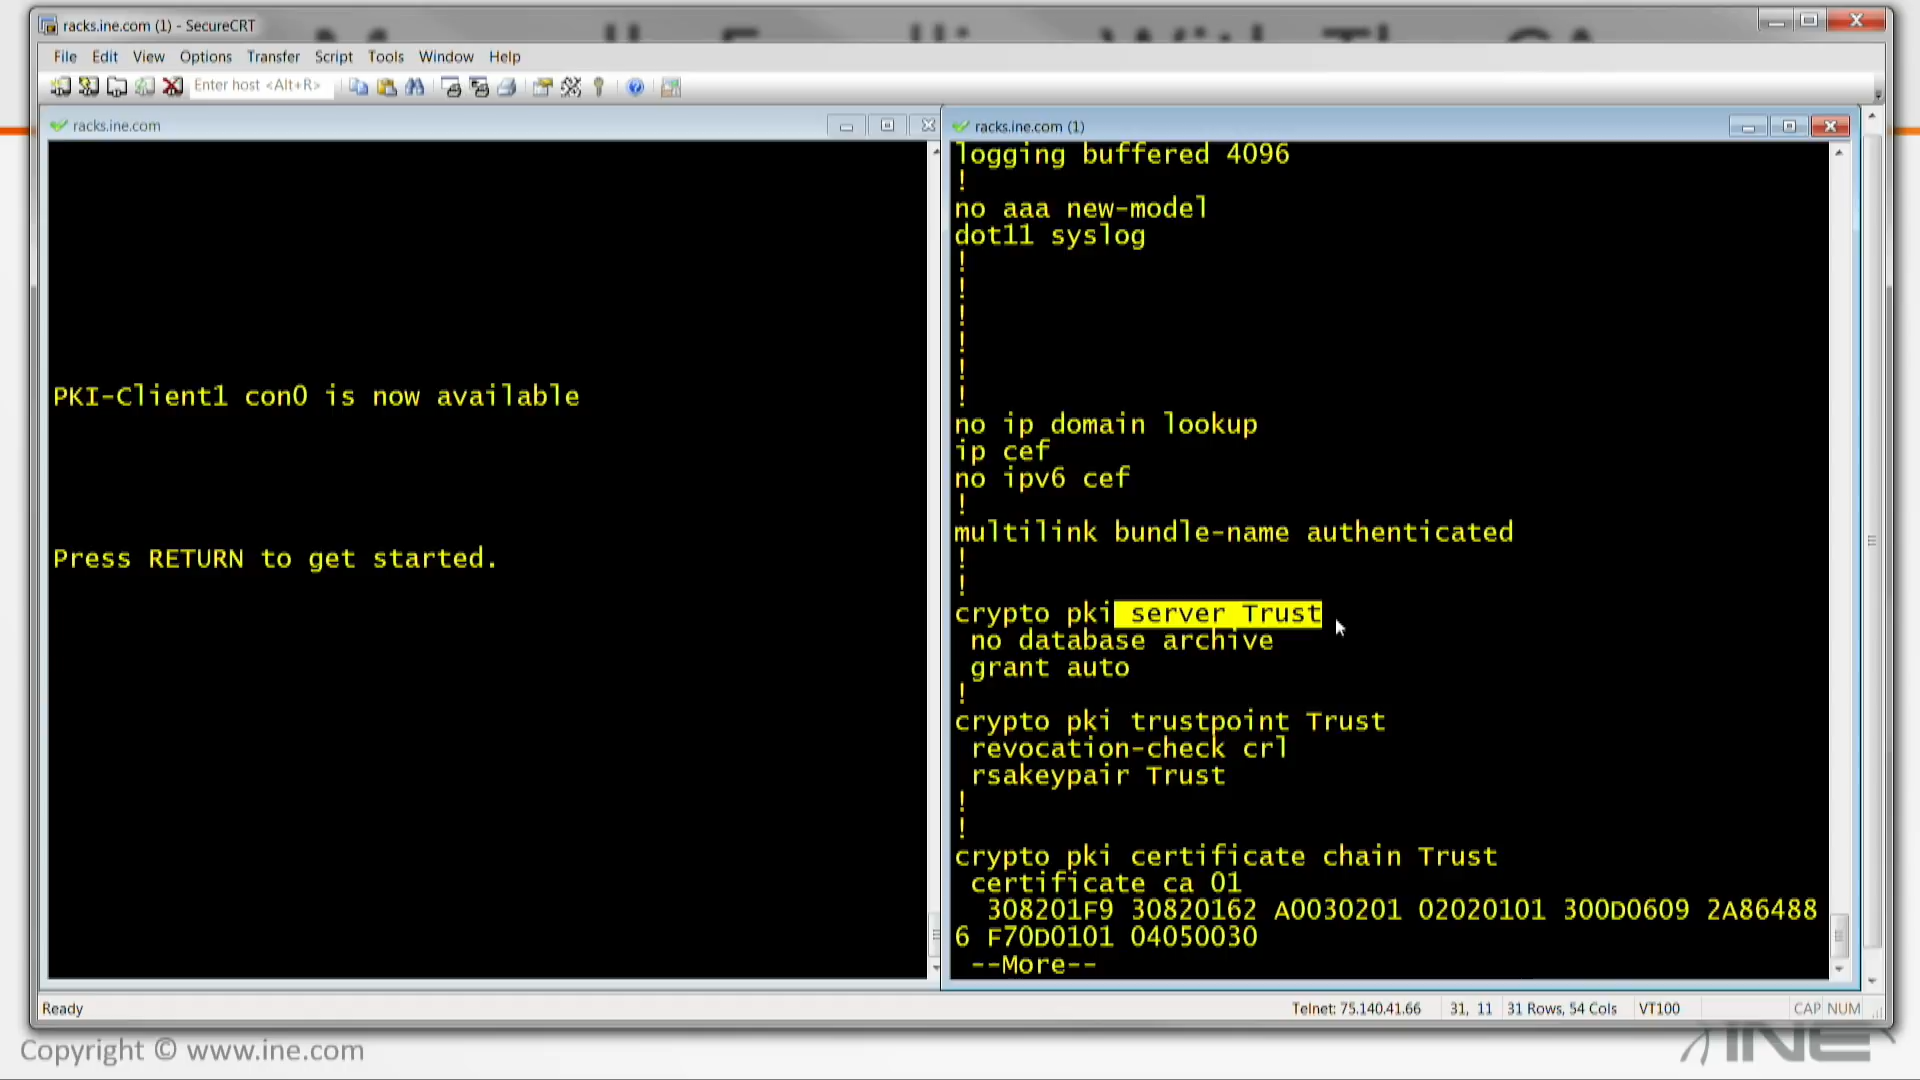 racks.ine.com (1) - SecureCRT
File Edit View Options Transfer Script Tools Window Help
Enter host <Alt+R>
racks.ine.com
PKI-Client1 con0 is now available
Press RETURN to get started.
racks.ine.com (1)
logging buffered 4096
!
no aaa new-model
dot11 syslog
!
!
!
!
!
!
no ip domain lookup
ip cef
no ipv6 cef
!
multilink bundle-name authenticated
!
!
crypto pki server Trust
no database archive
grant auto
!
crypto pki trustpoint Trust
revocation-check crl
rsakeypair Trust
!
!
crypto pki certificate chain Trust
certificate ca 01
308201F9 30820162 A0030201 02020101 300D0609 2A86488
6 F70D0101 04050030
--More--
Ready
Telnet: 75.140.41.66 31, 11 31 Rows, 54 Cols VT100 CAP NUM
Copyright © www.ine.com
INE